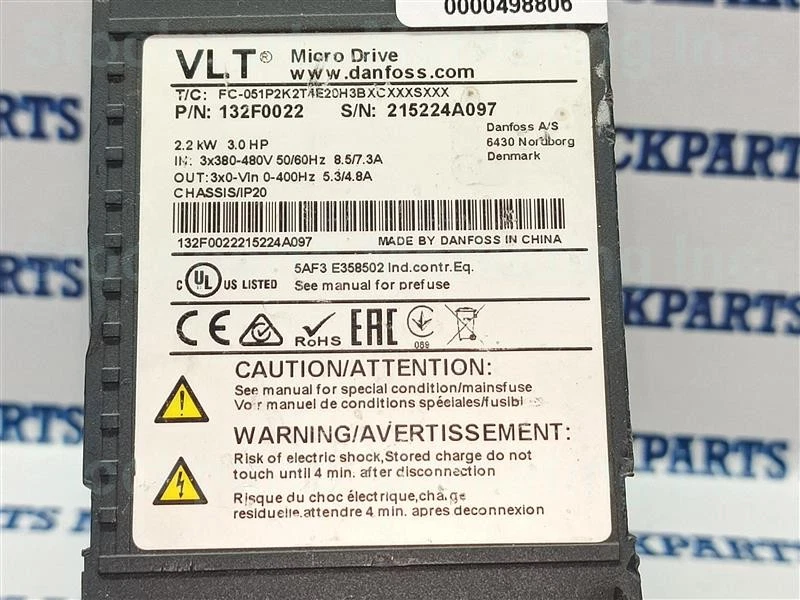 0000498806
VLT® Micro Drive
www.danfoss.com
T/C: FC-051P2K2T4E20H3BXCXXXSXXX
P/N: 132F0022 S/N: 215224A097
2.2 kW 3.0 HP
Danfoss A/S
6430 Nordborg
Denmark
IN: 3x380-480V 50/60Hz 8.5/7.3A
OUT:3x0-Vin 0-400Hz 5.3/4.8A
CHASSIS/IP20
132F0022215224A097 MADE BY DANFOSS IN CHINA
C UL US LISTED
5AF3 E358502 Ind.contr.Eq.
See manual for prefuse
CE RoHS EAC 089
CAUTION/ATTENTION:
See manual for special condition/mainsfuse
Voir manuel de conditions spéciales/fusibl
WARNING/AVERTISSEMENT:
Risk of electric shock,Stored charge do not
touch until 4 min. after disconnection
Risque du choc électrique,charge
residuelle.attendre 4 min. apres deconnexion
CKPARTS